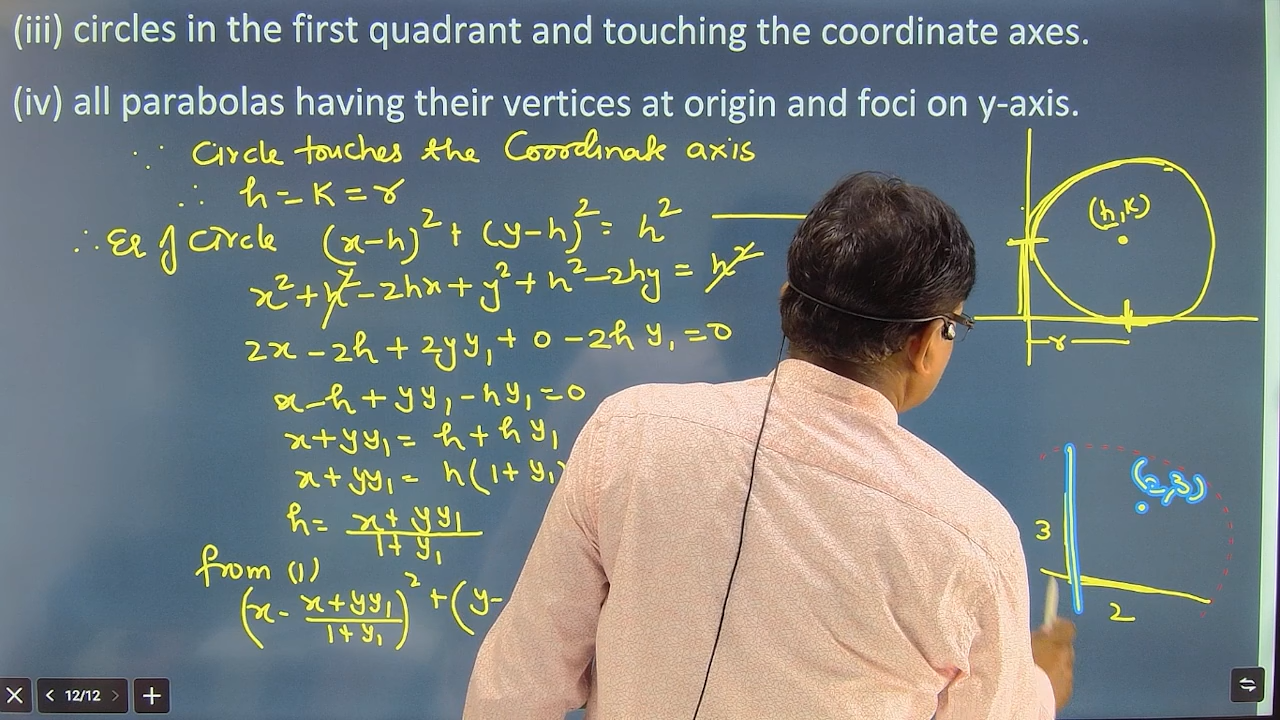 (iii) circles in the first quadrant and touching the coordinate axes.
(iv) all parabolas having their vertices at origin and foci on y-axis.
∵ Circle touches the Coordinate axis
∴ h = K = r
∴ Eq of Circle (x-h)² + (y-h)² = h²
x² + h² - 2hx + y² + h² - 2hy = h²
2x - 2h + 2yy₁ + 0 - 2hy₁ = 0
x - h + yy₁ - hy₁ = 0
x + yy₁ = h + hy₁
x + yy₁ = h(1 + y₁
h = x + yy₁ / 1 + y₁
from (1)
(x - x + yy₁ / 1 + y₁)² + (y -
(h,K)
r
(2,3)
3
2
12/12